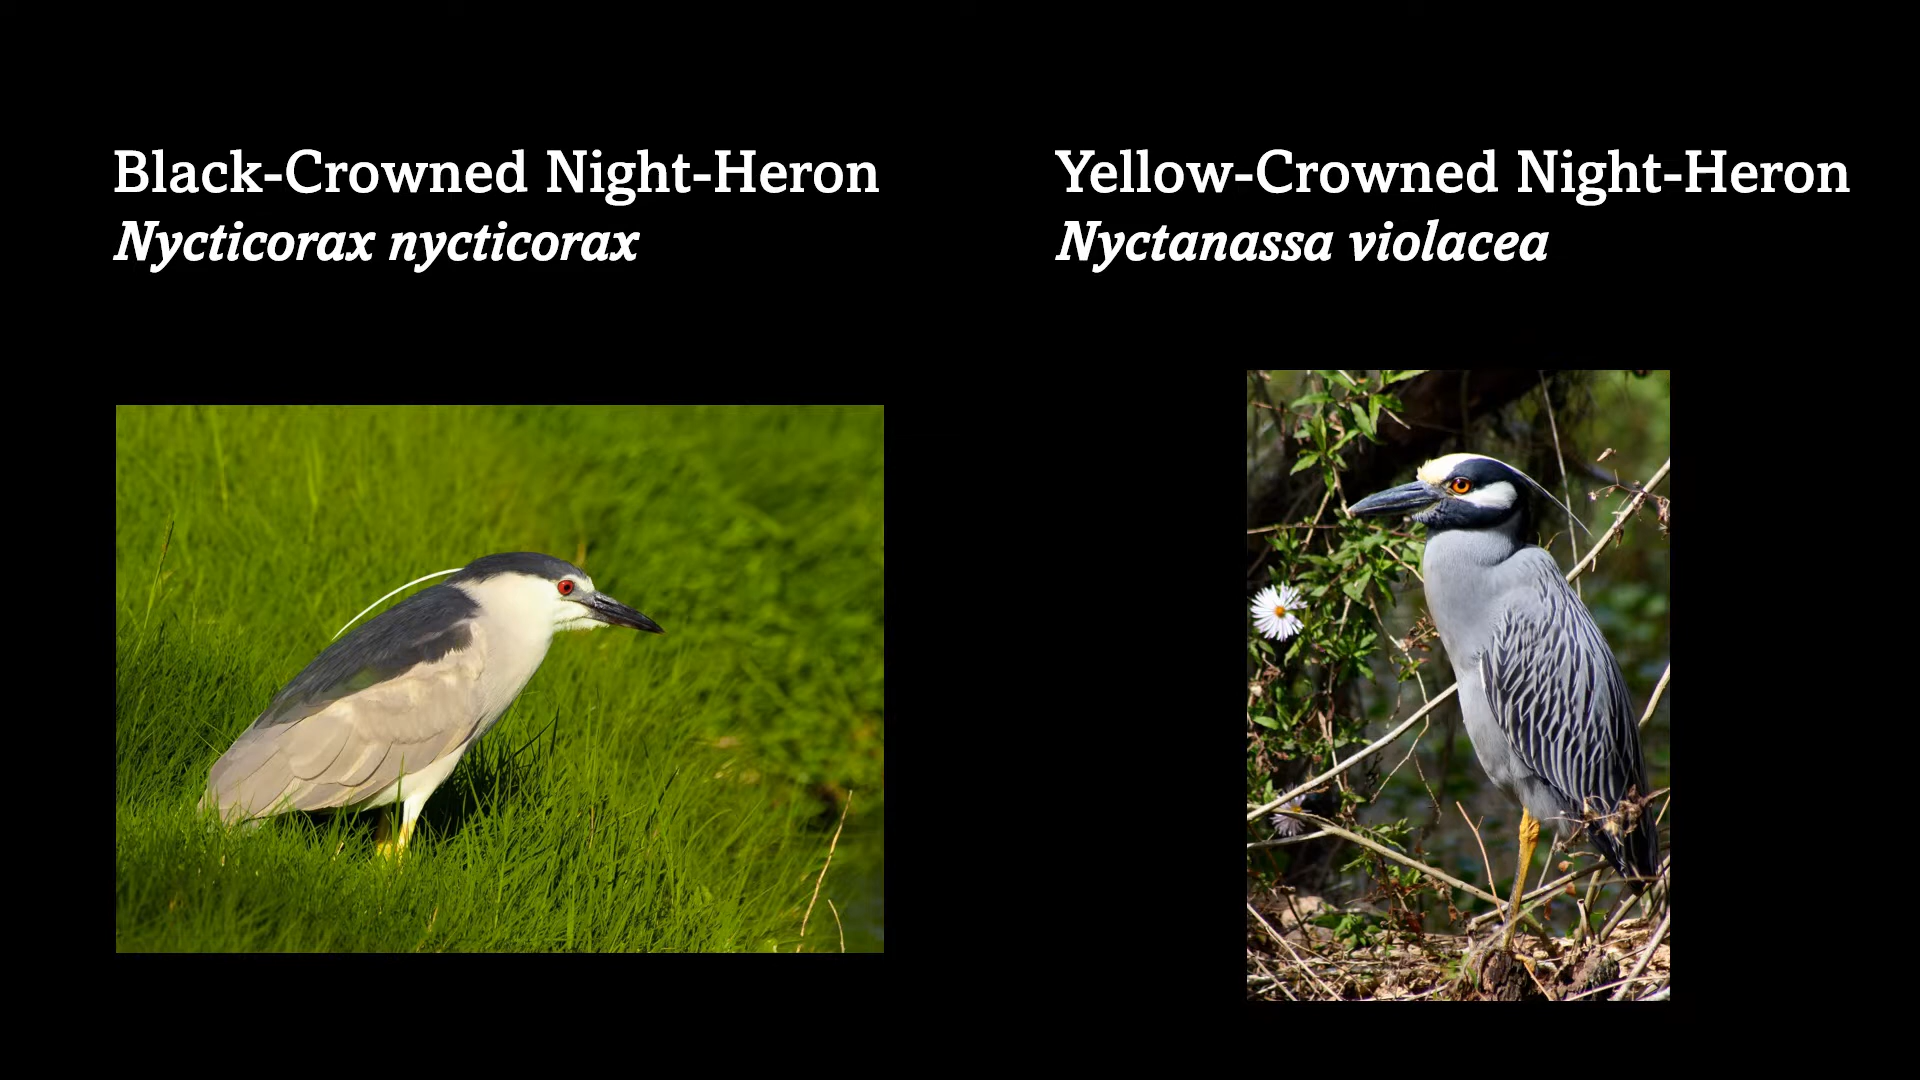 Black-Crowned Night-Heron
Nycticorax nycticorax
Yellow-Crowned Night-Heron
Nyctanassa violacea